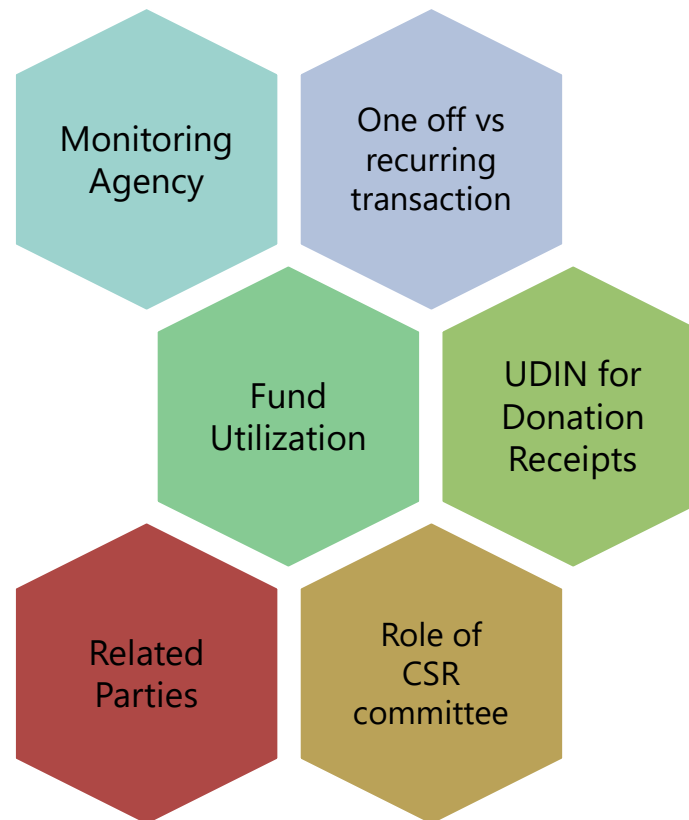 Monitoring
Agency
One off vs
recurring
transaction
Fund
Utilization
UDIN for
Donation
Receipts
Related
Parties
Role of
CSR
committee